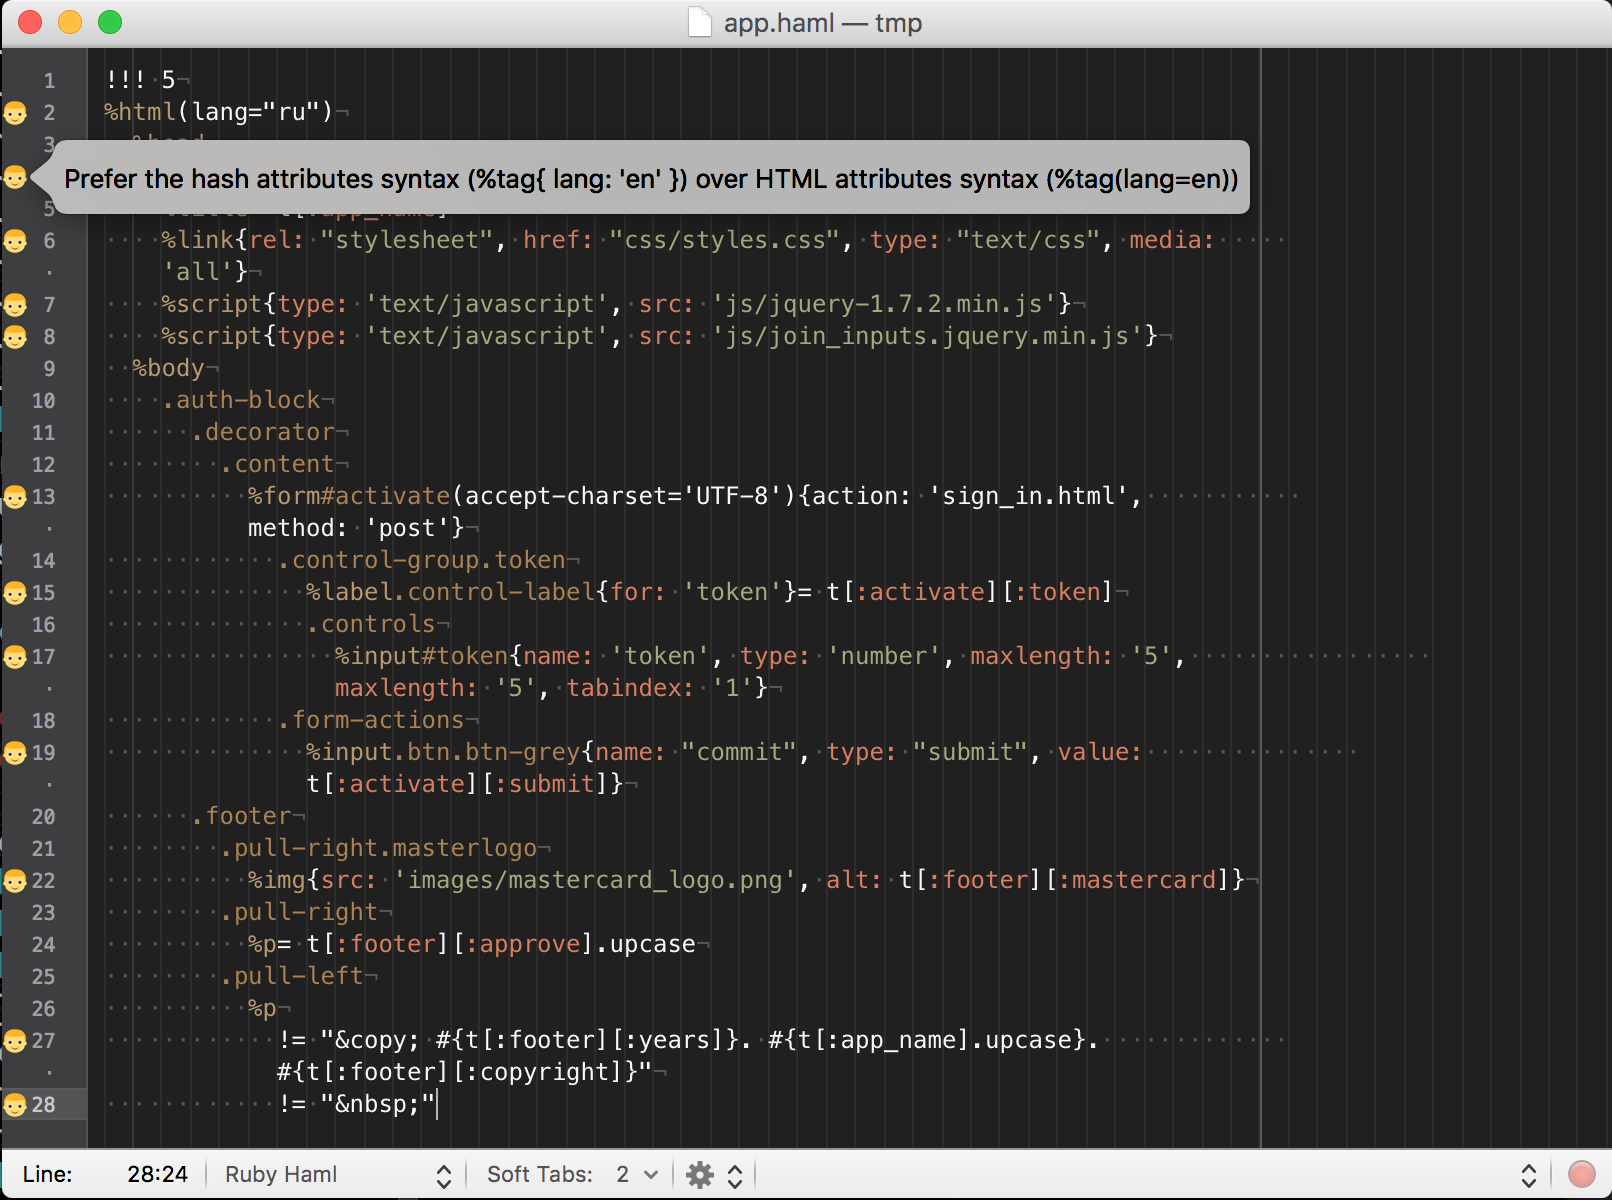 app.haml — tmp
1 !!! 5¬
2 %html(lang="ru")¬
3 %head
Prefer the hash attributes syntax (%tag{ lang: 'en' }) over HTML attributes syntax (%tag(lang=en))
5 %title= t[:app_name]
6 ····%link{rel:·"stylesheet",·href:·"css/styles.css",·type:·"text/css",·media:·····
· 'all'}¬
7 ····%script{type:·'text/javascript',·src:·'js/jquery-1.7.2.min.js'}¬
8 ····%script{type:·'text/javascript',·src:·'js/join_inputs.jquery.min.js'}¬
9 ··%body¬
10 ····.auth-block¬
11 ······.decorator¬
12 ········.content¬
13 ··········%form#activate(accept-charset='UTF-8'){action:·'sign_in.html',···········
· method:·'post'}¬
14 ············.control-group.token¬
15 ··············%label.control-label{for:·'token'}=·t[:activate][:token]¬
16 ··············.controls¬
17 ················%input#token{name:·'token',·type:·'number',·maxlength:·'5',·················
· maxlength:·'5',·tabindex:·'1'}¬
18 ············.form-actions¬
19 ··············%input.btn.btn-grey{name:·"commit",·type:·"submit",·value:···············
· t[:activate][:submit]}¬
20 ······.footer¬
21 ········.pull-right.masterlogo¬
22 ··········%img{src:·'images/mastercard_logo.png',·alt:·t[:footer][:mastercard]}¬
23 ········.pull-right¬
24 ··········%p=·t[:footer][:approve].upcase¬
25 ········.pull-left¬
26 ··········%p¬
27 ············!=·"&copy;·#{t[:footer][:years]}.·#{t[:app_name].upcase}.·············
· #{t[:footer][:copyright]}"¬
28 ············!=·"&nbsp;"
Line: 28:24 Ruby Haml Soft Tabs: 2